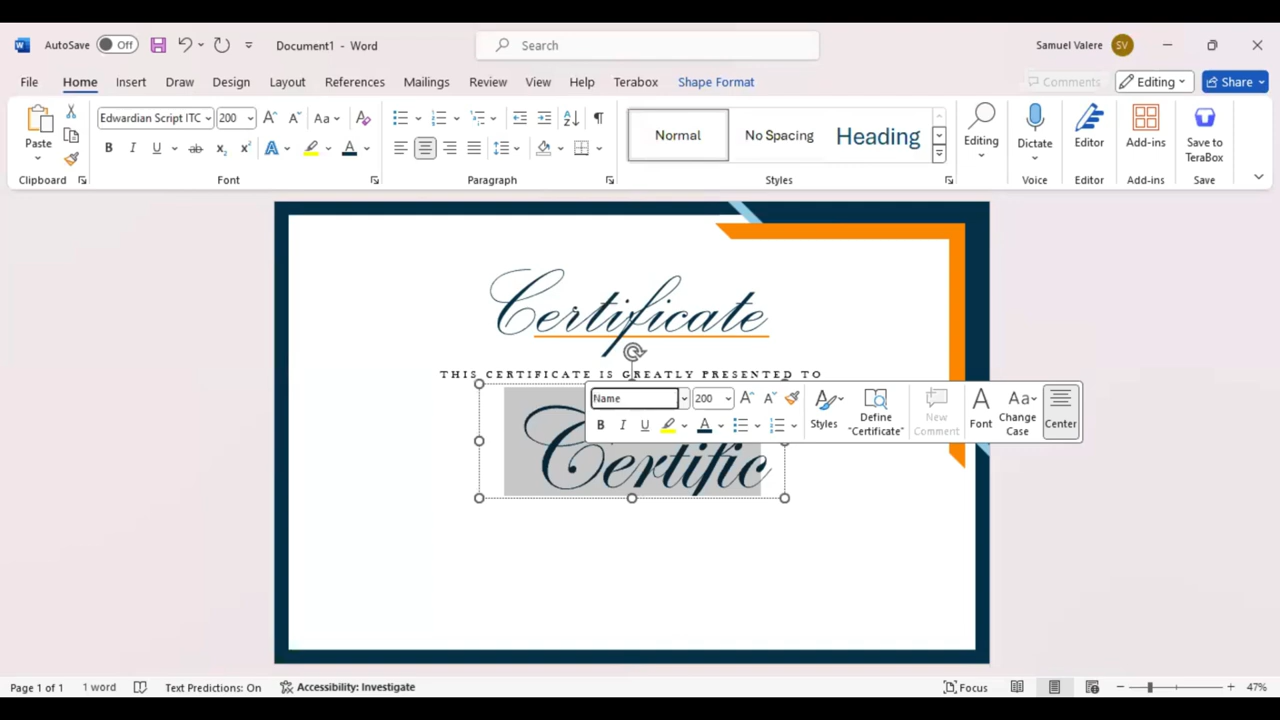 AutoSave Off Document1 - Word Search Samuel Valere SV
File Home Insert Draw Design Layout References Mailings Review View Help Terabox Shape Format Comments Editing Share
Paste Edwardian Script ITC 200 Aa Normal No Spacing Heading Editing Dictate Editor Add-ins Save to TeraBox
B I U ab x₂ x² A A
Clipboard Font Paragraph Styles Voice Editor Add-ins Save
Certificate
THIS CERTIFICATE IS GREATLY PRESENTED TO
Name 200 Styles Define "Certificate" New Comment Font Change Case Center
B I U A
Certific
Page 1 of 1 1 word Text Predictions: On Accessibility: Investigate Focus 47%